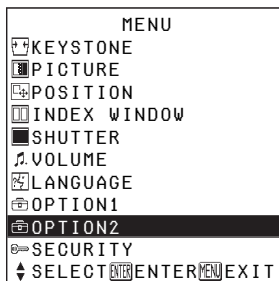 MENU
KEYSTONE
PICTURE
POSITION
INDEX WINDOW
SHUTTER
VOLUME
LANGUAGE
OPTION1
OPTION2
SECURITY
SELECT ENTER ENTER MENU EXIT